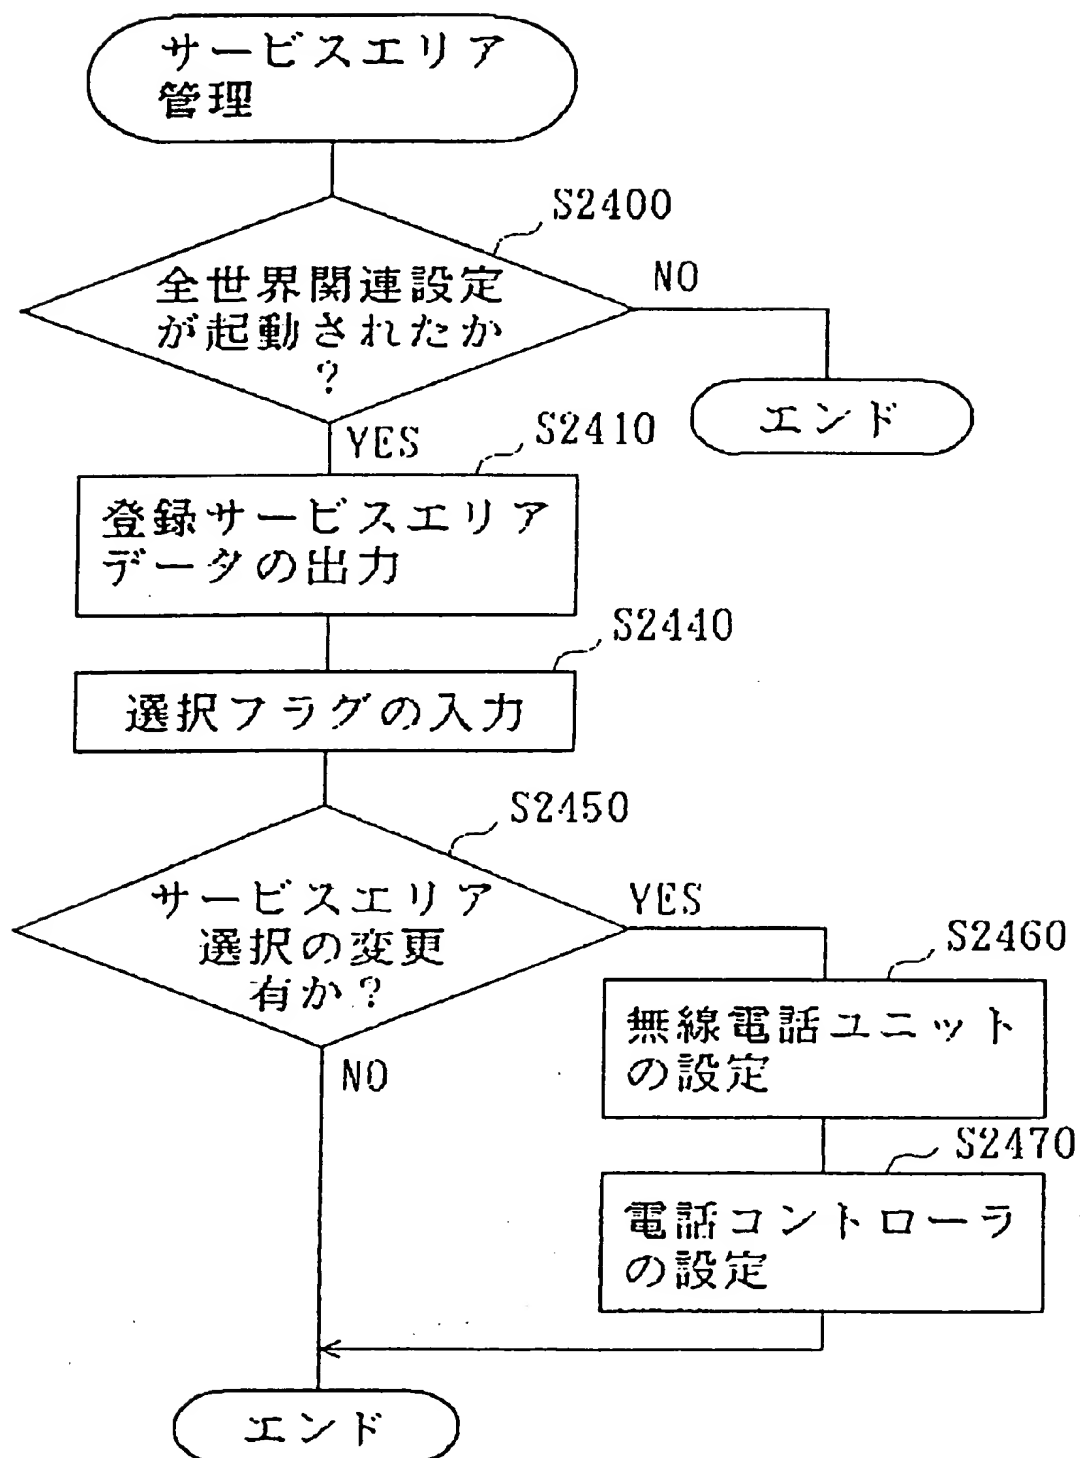 サービスエリア
管理
S2400
全世界関連設定
が起動されたか
?
NO
エンド
YES
S2410
登録サービスエリア
データの出力
S2440
選択フラグの入力
S2450
サービスエリア
選択の変更
有か?
YES
S2460
無線電話ユニット
の設定
NO
S2470
電話コントローラ
の設定
エンド